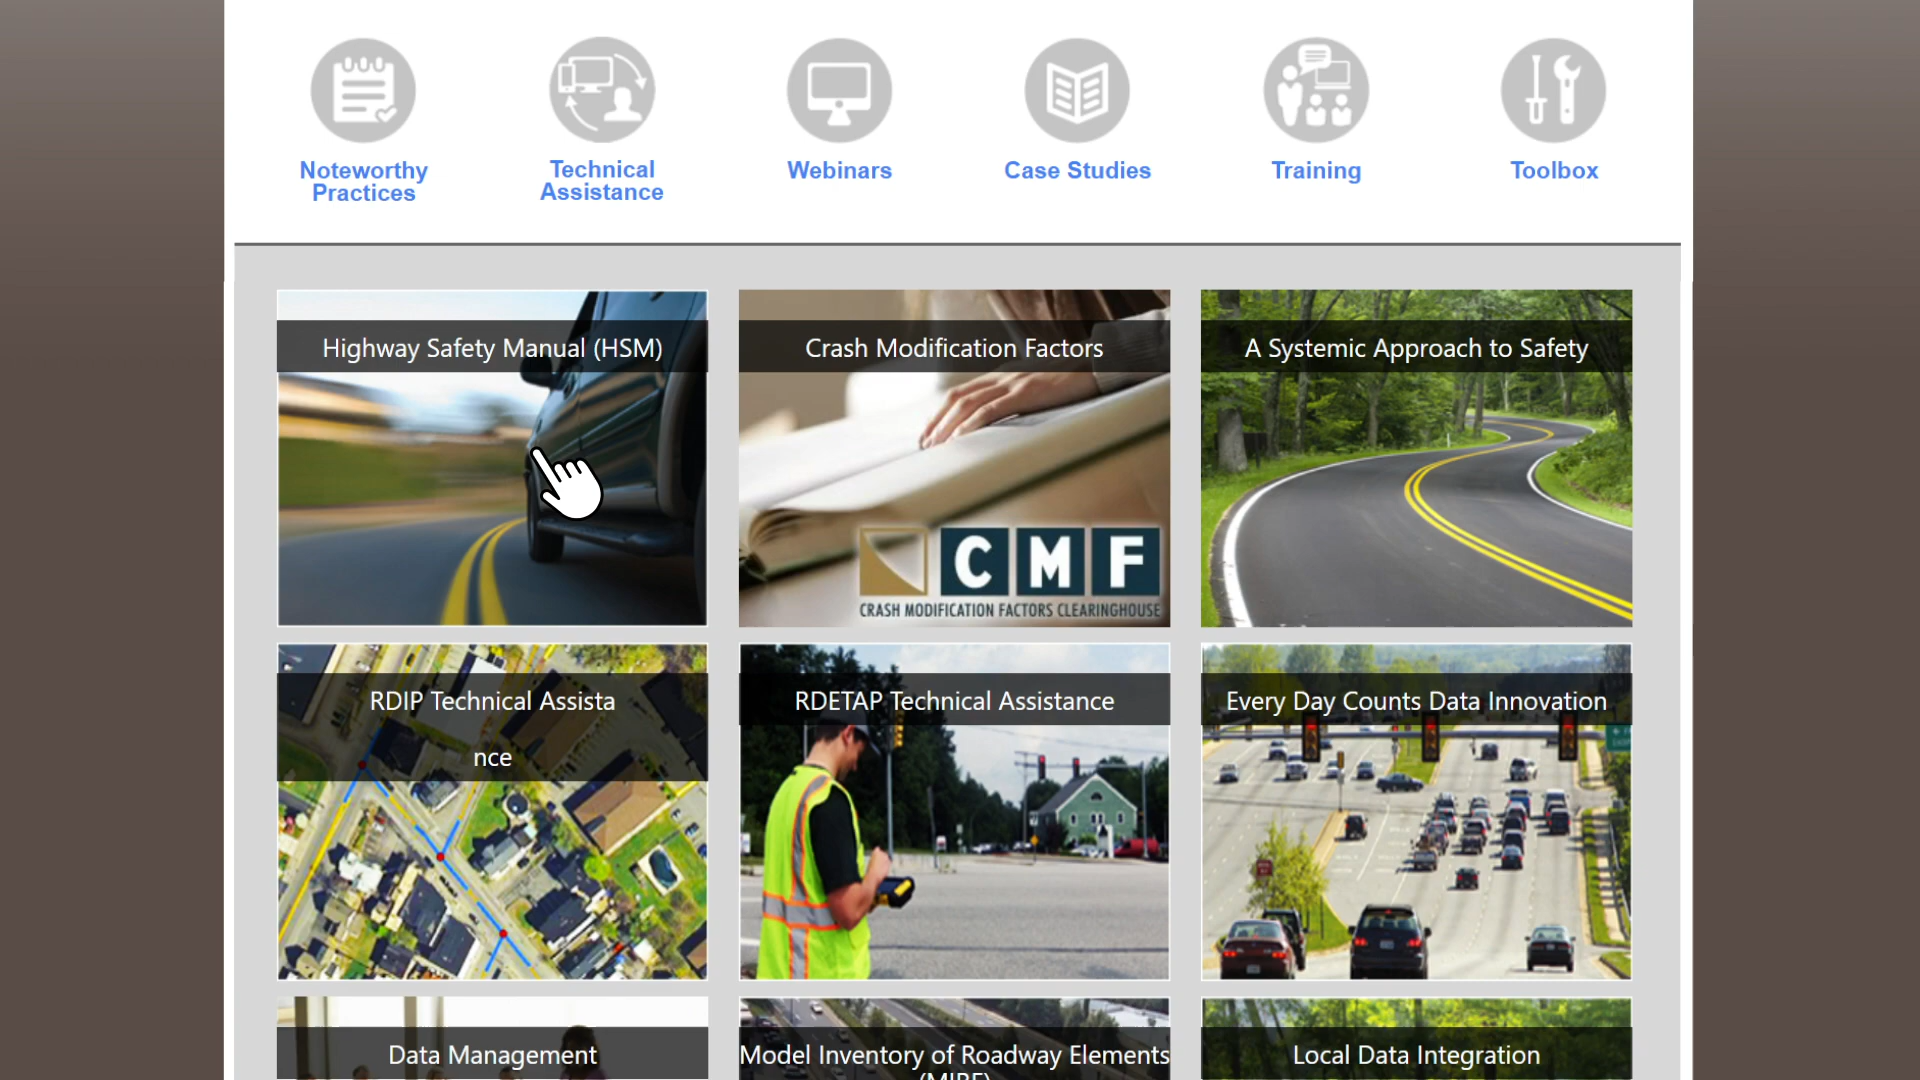 Noteworthy
Practices
Technical
Assistance
Webinars
Case Studies
Training
Toolbox
Highway Safety Manual (HSM)
Crash Modification Factors
A Systemic Approach to Safety
CMF
CRASH MODIFICATION FACTORS CLEARINGHOUSE
RDIP Technical Assista
nce
RDETAP Technical Assistance
Every Day Counts Data Innovation
Data Management
Model Inventory of Roadway Elements
(MIRE)
Local Data Integration